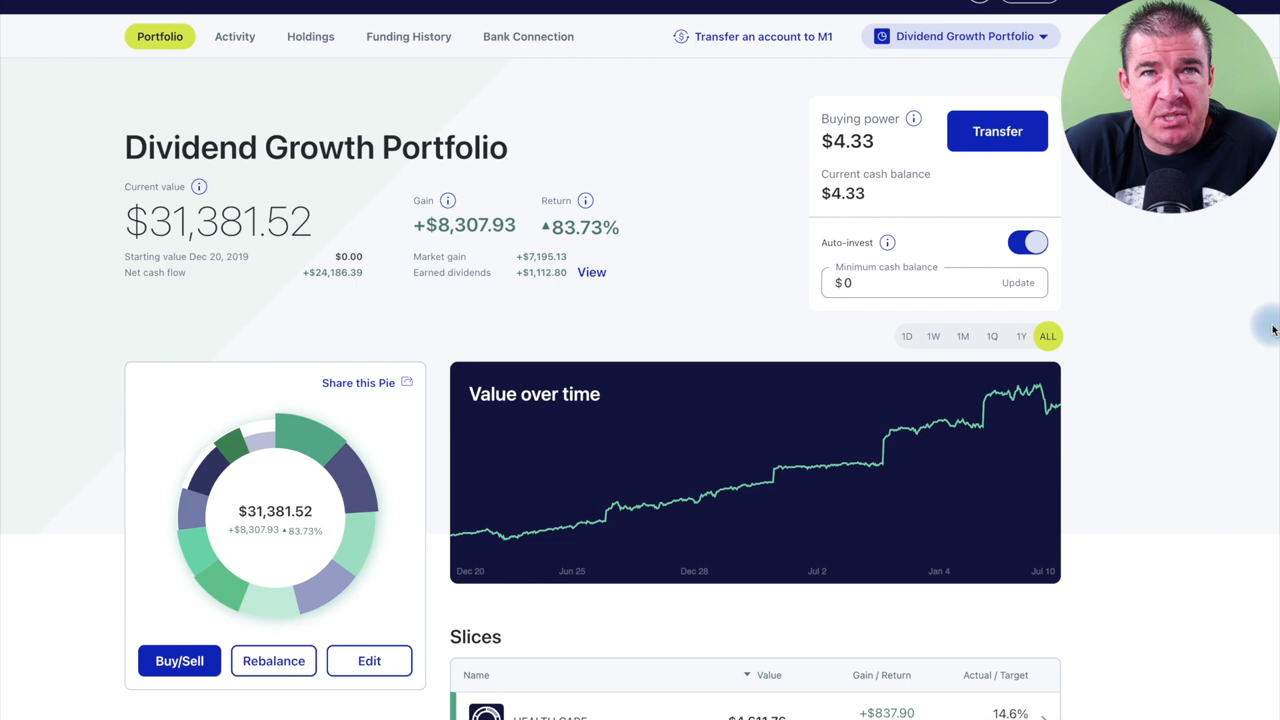 Portfolio Activity Holdings Funding History Bank Connection Transfer an account to M1 Dividend Growth Portfolio
Dividend Growth Portfolio
Current value
$31,381.52
Starting value Dec 20, 2019 $0.00
Net cash flow +$24,186.39
Gain
+$8,307.93
Return
83.73%
Market gain +$7,195.13
Earned dividends +$1,112.80 View
Buying power
$4.33
Transfer
Current cash balance
$4.33
Auto-invest
Minimum cash balance
$0 Update
1D 1W 1M 1Q 1Y ALL
Share this Pie
$31,381.52
+$8,307.93 83.73%
Buy/Sell Rebalance Edit
Value over time
Dec 20 Jun 25 Dec 28 Jul 2 Jan 4 Jul 10
Slices
Name Value Gain / Return Actual / Target
HEALTH CARE $4,611.76 +$837.90 14.6%